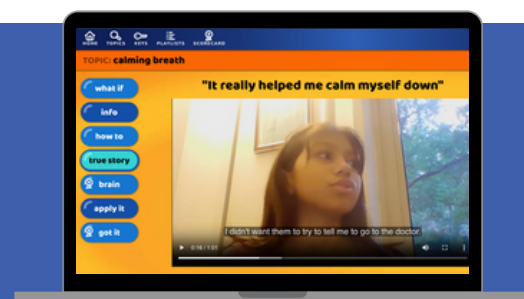 HOME TOPICS KEYS PLAYLISTS SCORECARD
TOPIC: calming breath
what if
"It really helped me calm myself down"
info
how to
true story
brain
apply it
got it
I didn't want them to try to tell me to go to the doctor.
0:16 / 1:01